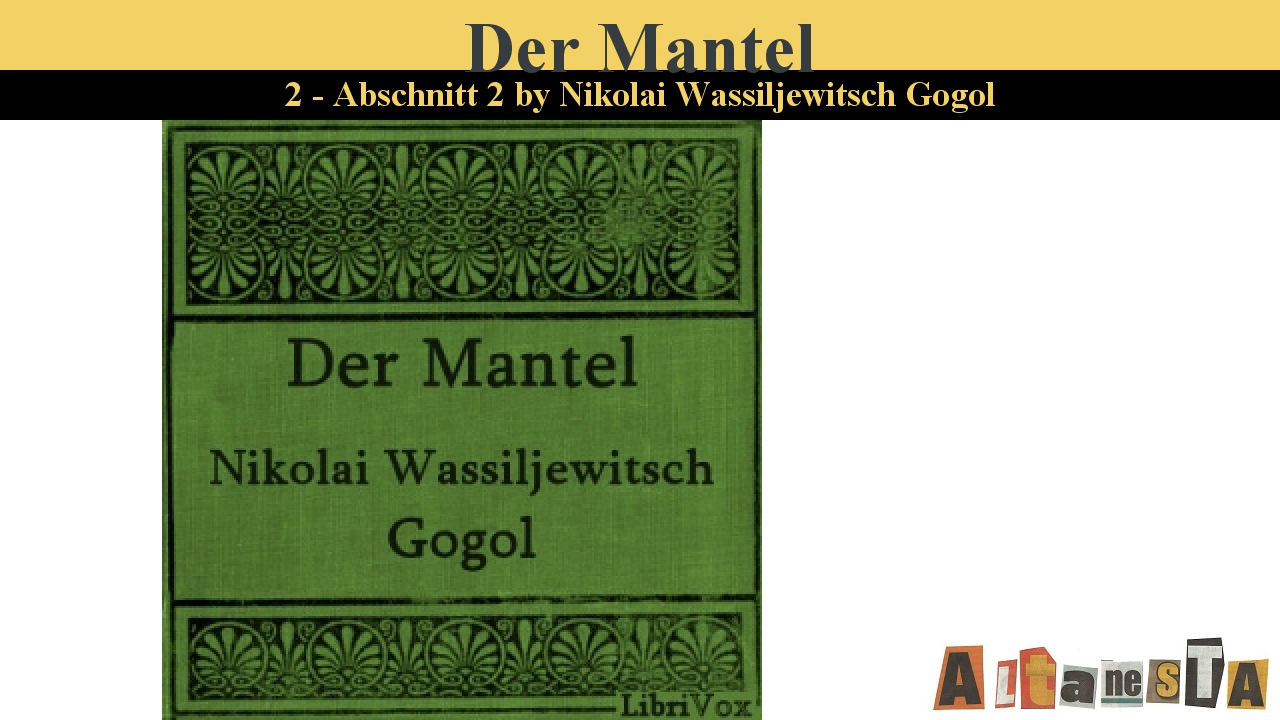 Der Mantel
2 - Abschnitt 2 by Nikolai Wassiljewitsch Gogol
Der Mantel
Nikolai Wassiljewitsch
Gogol
LibriVox
AltanesTA